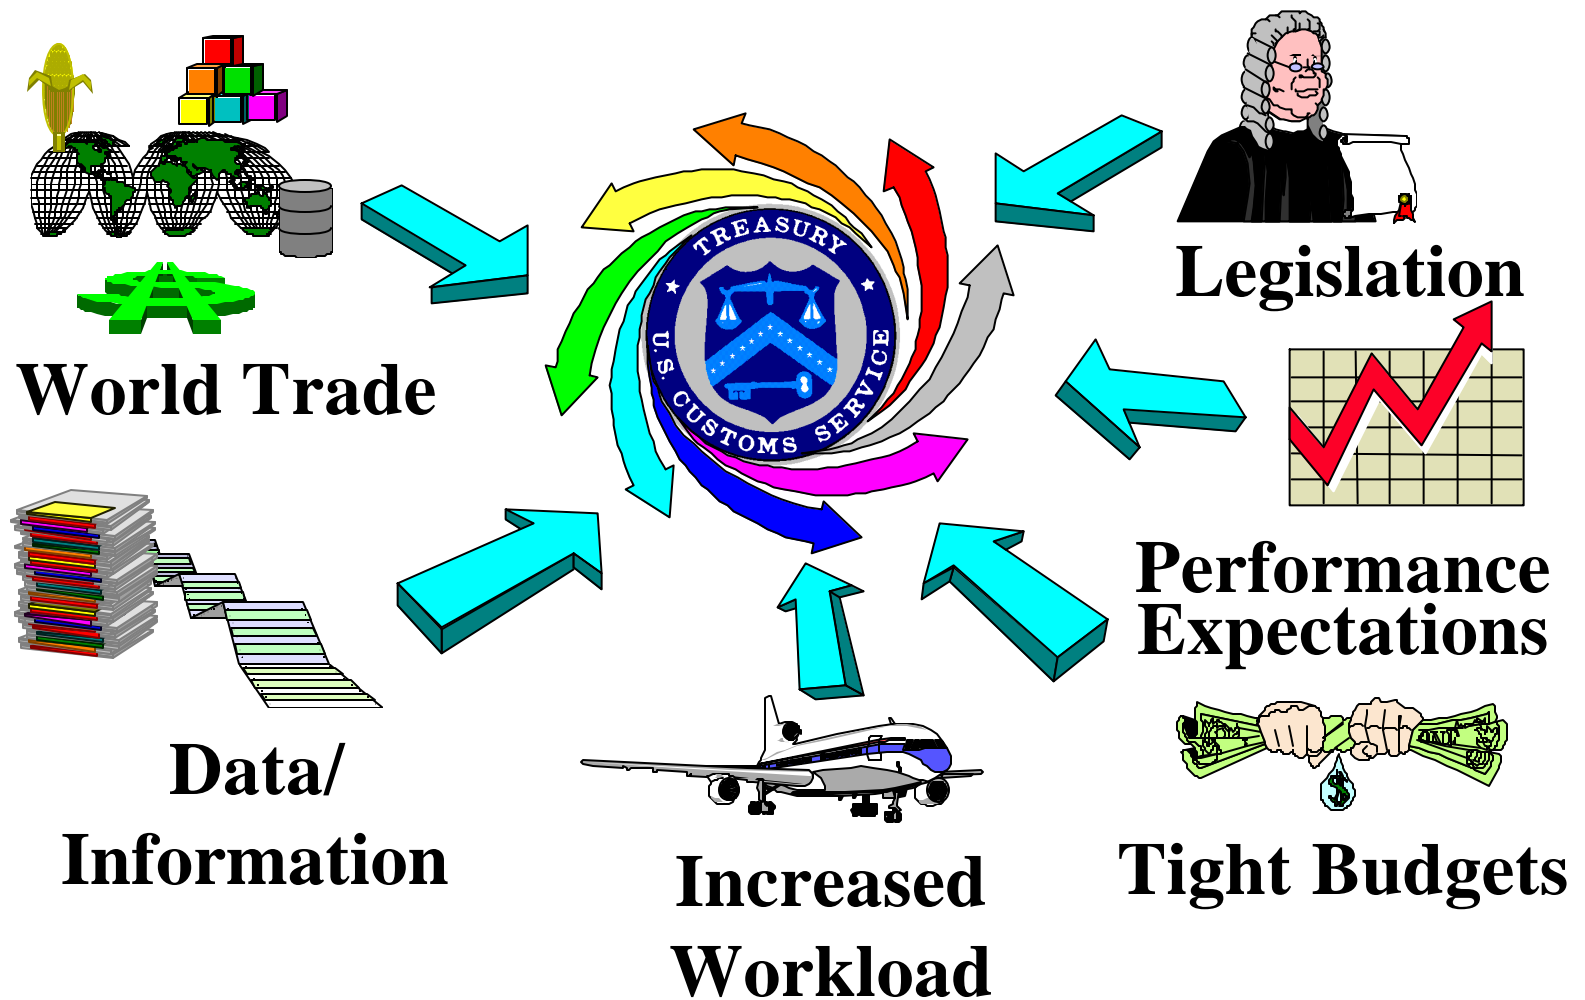 TREASURY
U.S. CUSTOMS SERVICE
Legislation
World Trade
Performance
Expectations
Data/
Information
Increased
Workload
Tight Budgets
$